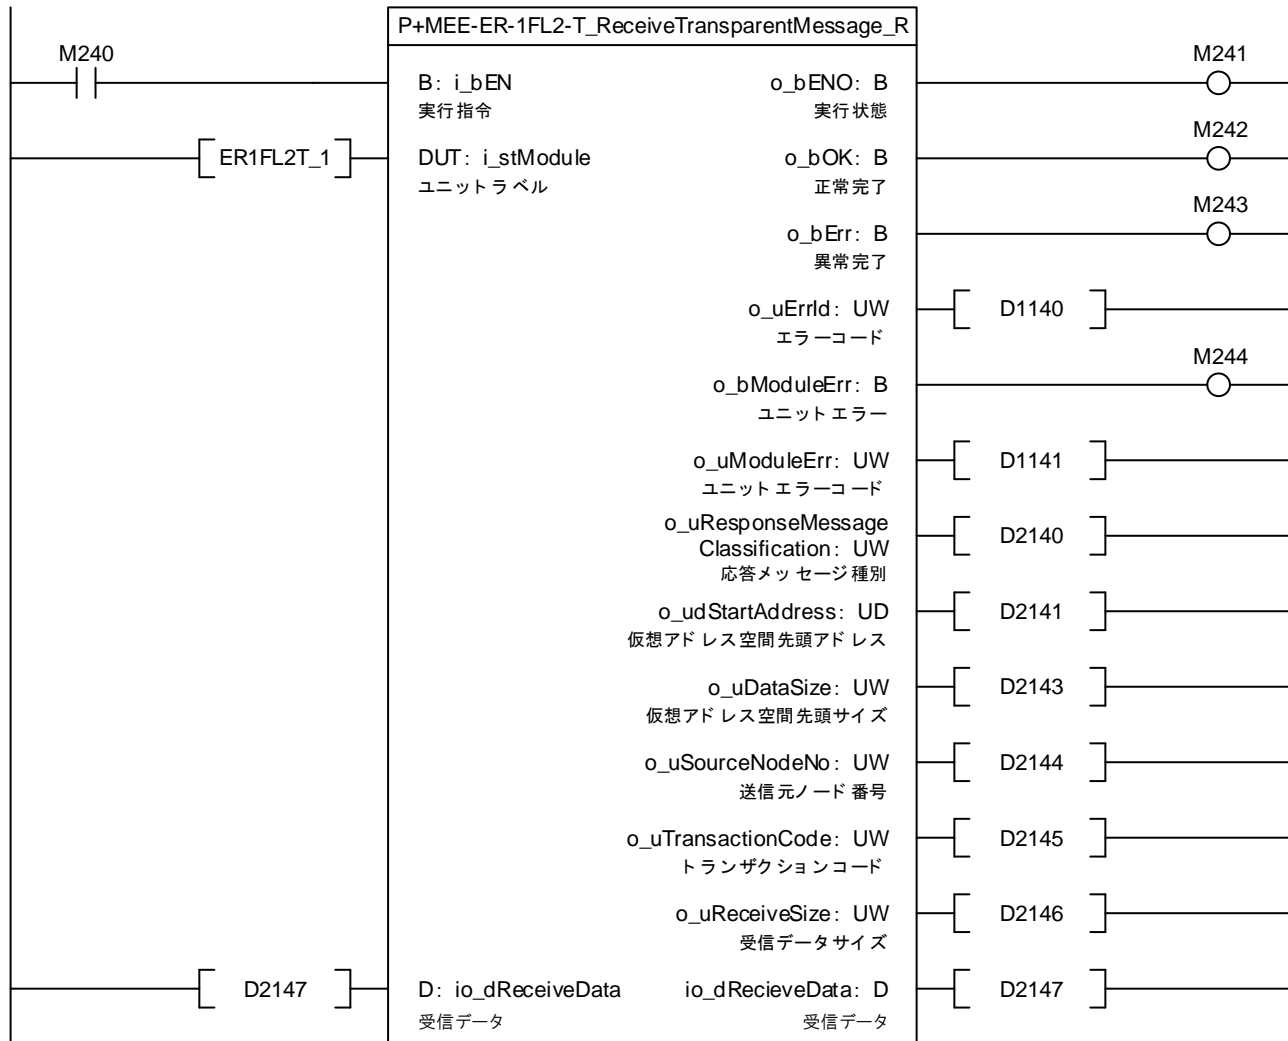 P+MEE-ER-1FL2-T_ReceiveTransparentMessage_R
M240
M241
B: i_bEN
o_bENO: B
実行指令
実行状態
M242
ER1FL2T_1
DUT: i_stModule
o_bOK: B
ユニットラベル
正常完了
M243
o_bErr: B
異常完了
o_uErrId: UW
D1140
エラーコード
M244
o_bModuleErr: B
ユニットエラー
o_uModuleErr: UW
D1141
ユニットエラーコード
o_uResponseMessage
Classification: UW
D2140
応答メッセージ種別
o_udStartAddress: UD
D2141
仮想アドレス空間先頭アドレス
o_uDataSize: UW
D2143
仮想アドレス空間先頭サイズ
o_uSourceNodeNo: UW
D2144
送信元ノード番号
o_uTransactionCode: UW
D2145
トランザクションコード
o_uReceiveSize: UW
D2146
受信データサイズ
D2147
D: io_dReceiveData
io_dRecieveData: D
D2147
受信データ
受信データ